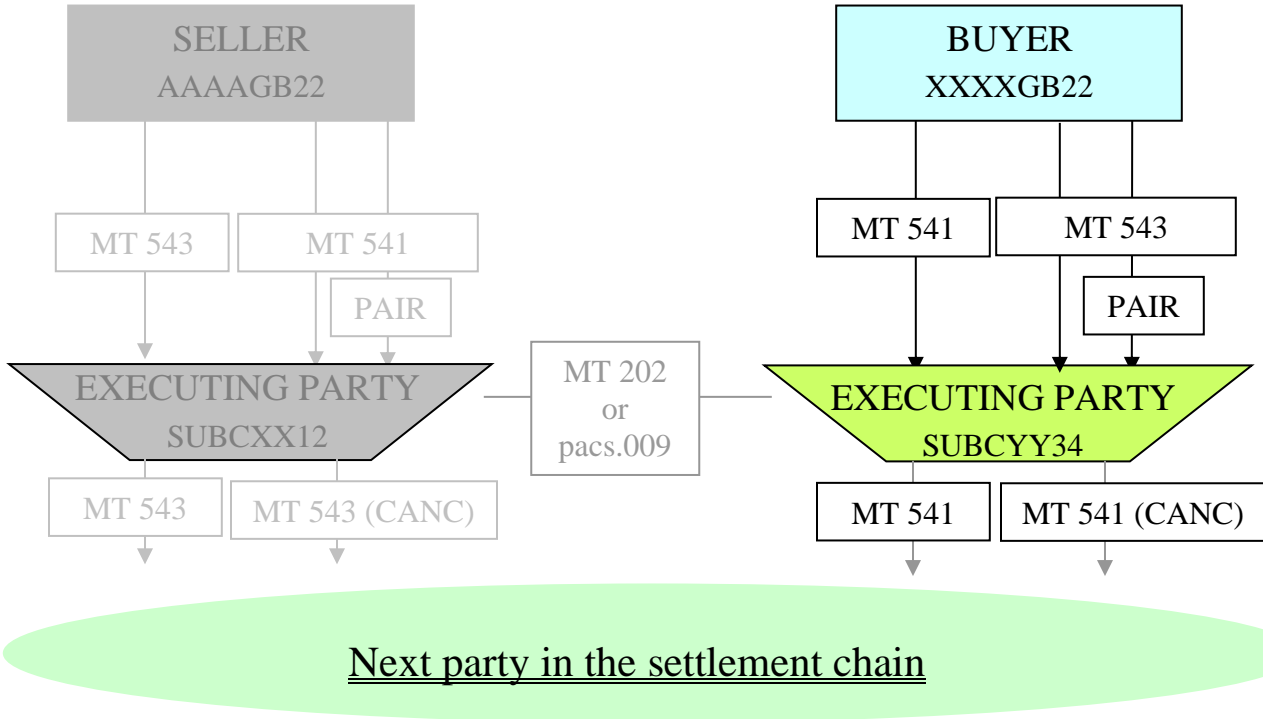 SELLER
AAAAGB22
BUYER
XXXXGB22
MT 543
MT 541
MT 541
MT 543
PAIR
PAIR
EXECUTING PARTY
SUBCXX12
MT 202
or
pacs.009
EXECUTING PARTY
SUBCYY34
MT 543
MT 543 (CANC)
MT 541
MT 541 (CANC)
Next party in the settlement chain